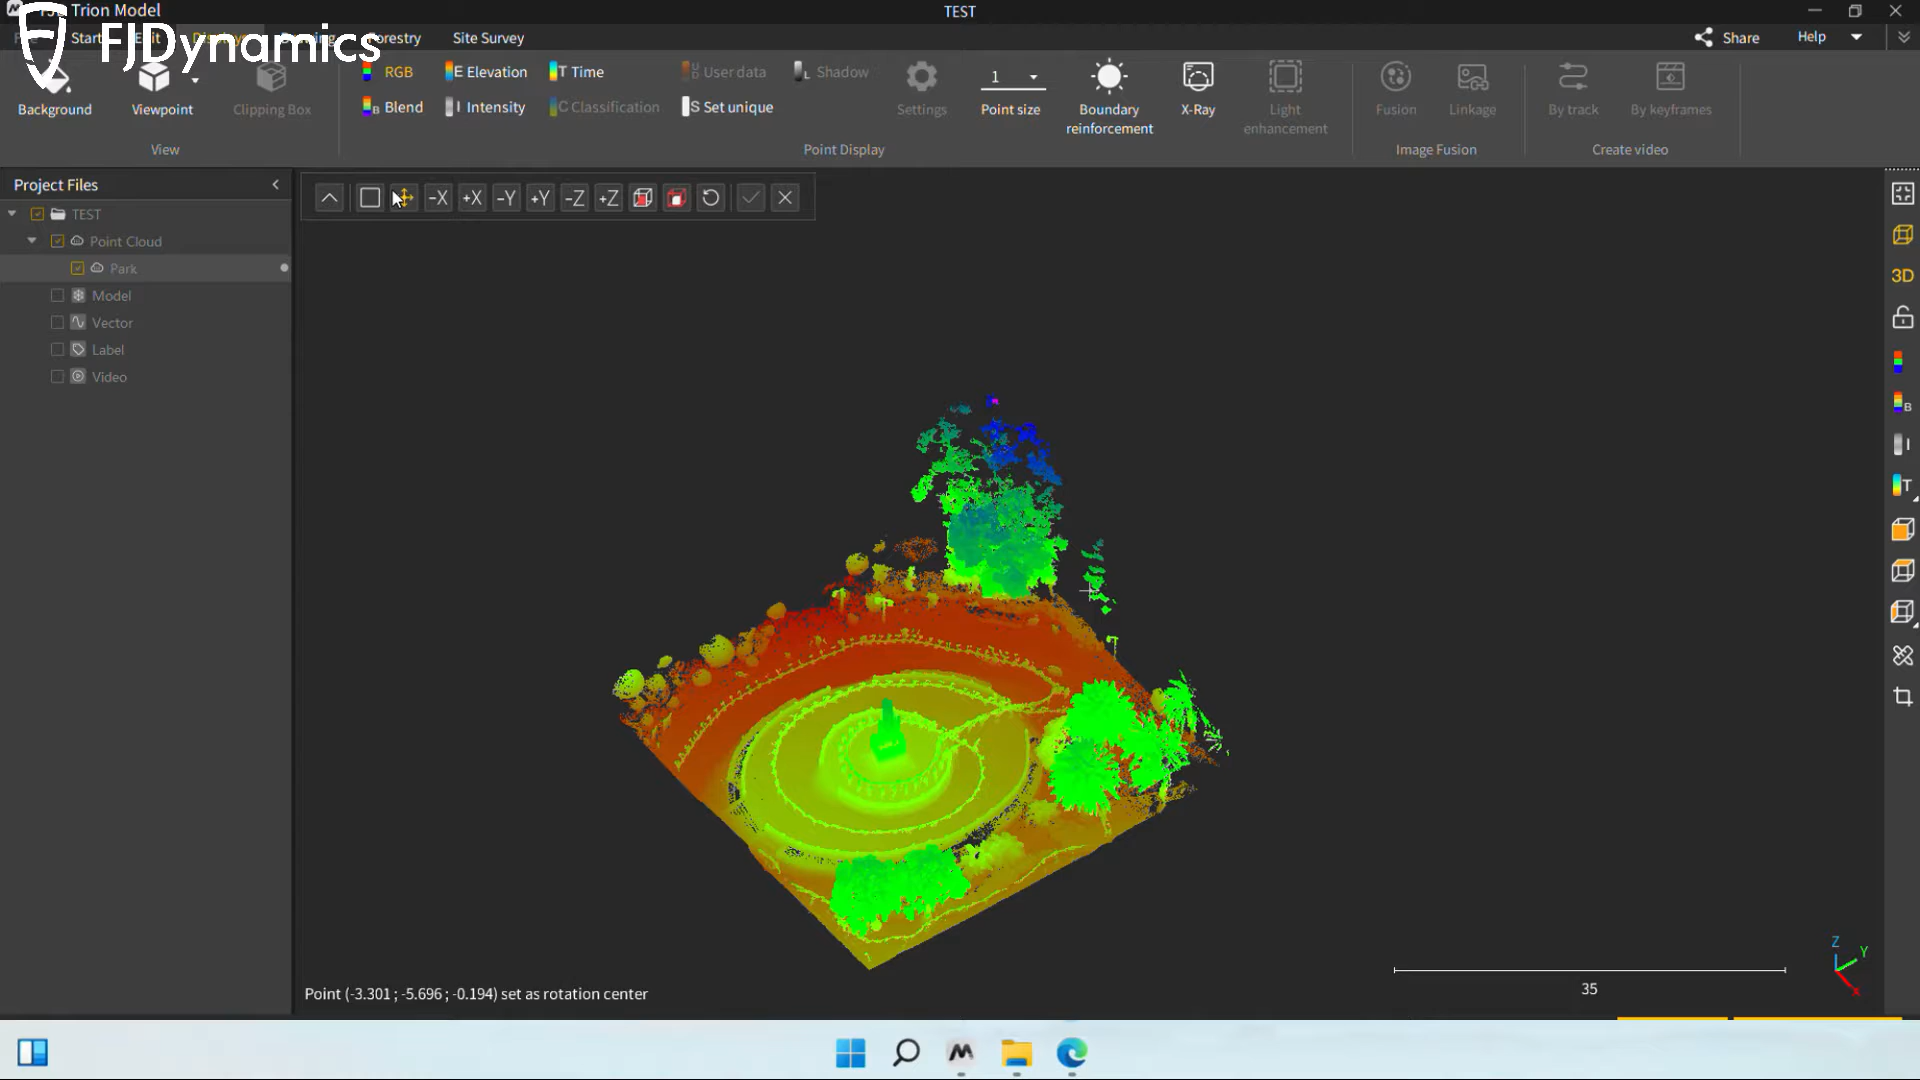 Trion Model
TEST
FJDynamics
Start
Forestry
Site Survey
Share
Help
Background
Viewpoint
Clipping Box
View
RGB
E Elevation
T Time
User data
L Shadow
B Blend
I Intensity
C Classification
S Set unique
Settings
1
Point size
Boundary
reinforcement
X-Ray
Light
enhancement
Point Display
Fusion
Linkage
Image Fusion
By track
By keyframes
Create video
Project Files
TEST
Point Cloud
Park
Model
Vector
Label
Video
-X
+X
-Y
+Y
-Z
+Z
3D
B
I
T
Point (-3.301 ; -5.696 ; -0.194) set as rotation center
35
Z
Y
X